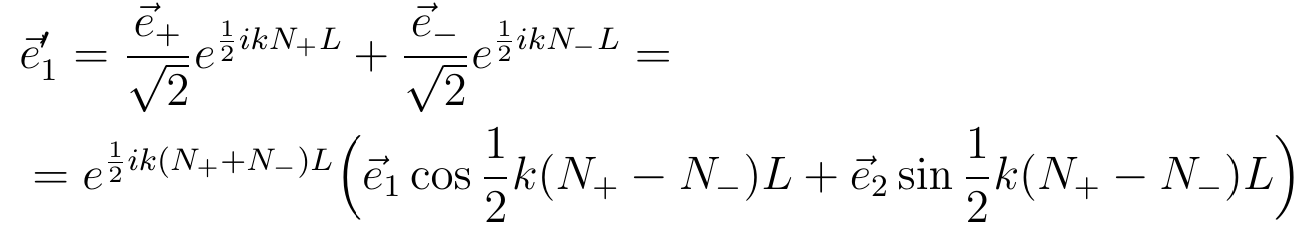 \vec{e}_1' = \frac{\vec{e}_+}{\sqrt{2}} e^{\frac{1}{2}ikN_+L} + \frac{\vec{e}_-}{\sqrt{2}} e^{\frac{1}{2}ikN_-L} =
= e^{\frac{1}{2}ik(N_++N_-)L} \Big( \vec{e}_1 \cos \frac{1}{2}k(N_+ - N_-)L + \vec{e}_2 \sin \frac{1}{2}k(N_+ - N_-)L \Big)